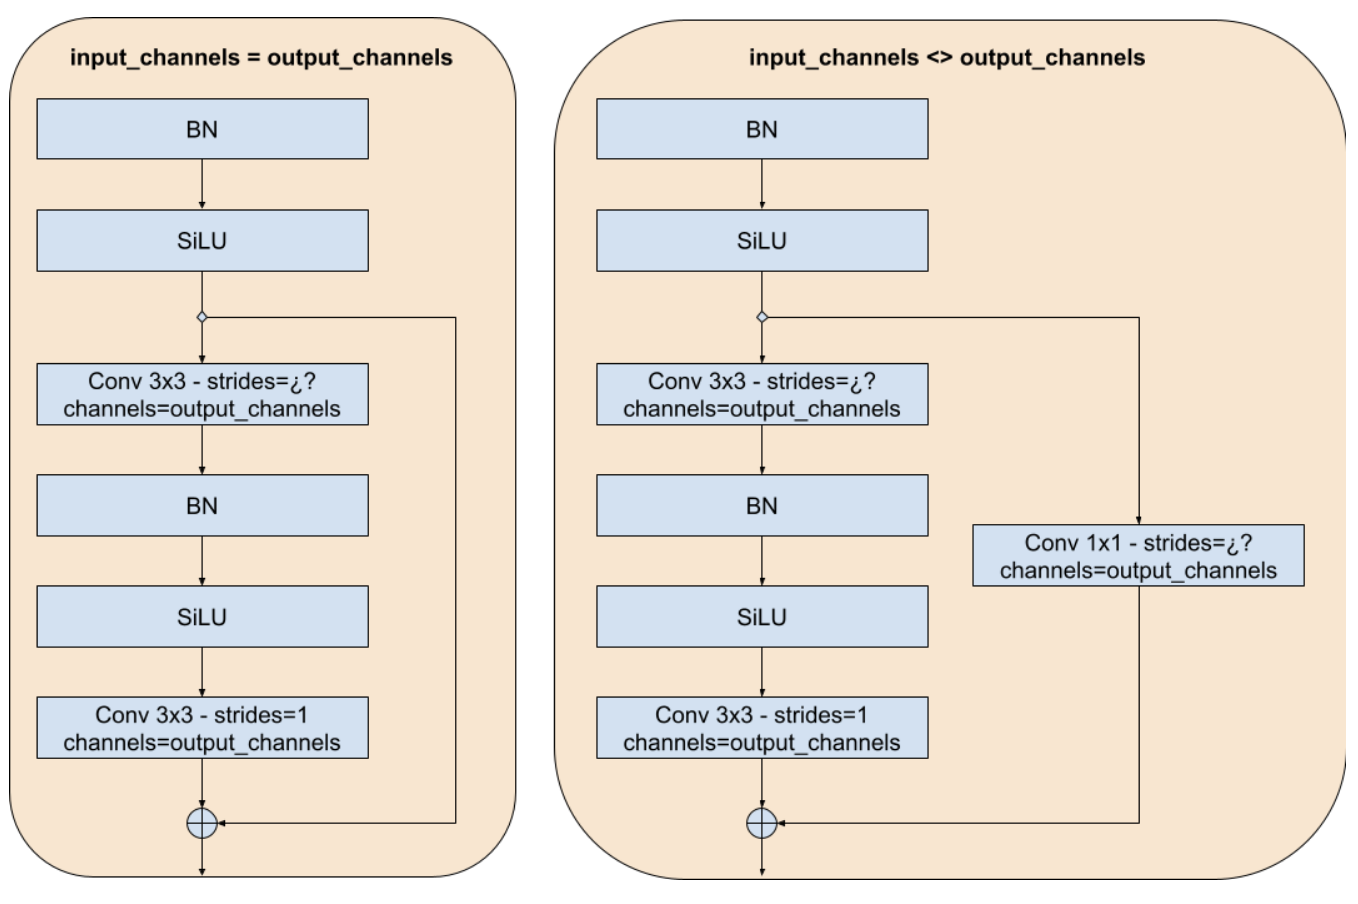 input_channels = output_channels
BN
SiLU
Conv 3x3 - strides=¿?
channels=output_channels
BN
SiLU
Conv 3x3 - strides=1
channels=output_channels
input_channels <> output_channels
BN
SiLU
Conv 3x3 - strides=¿?
channels=output_channels
BN
SiLU
Conv 3x3 - strides=1
channels=output_channels
Conv 1x1 - strides=¿?
channels=output_channels